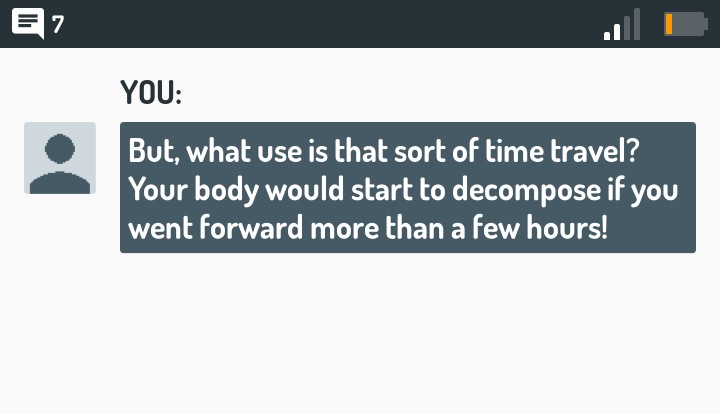 7
YOU:
But, what use is that sort of time travel?
Your body would start to decompose if you
went forward more than a few hours!